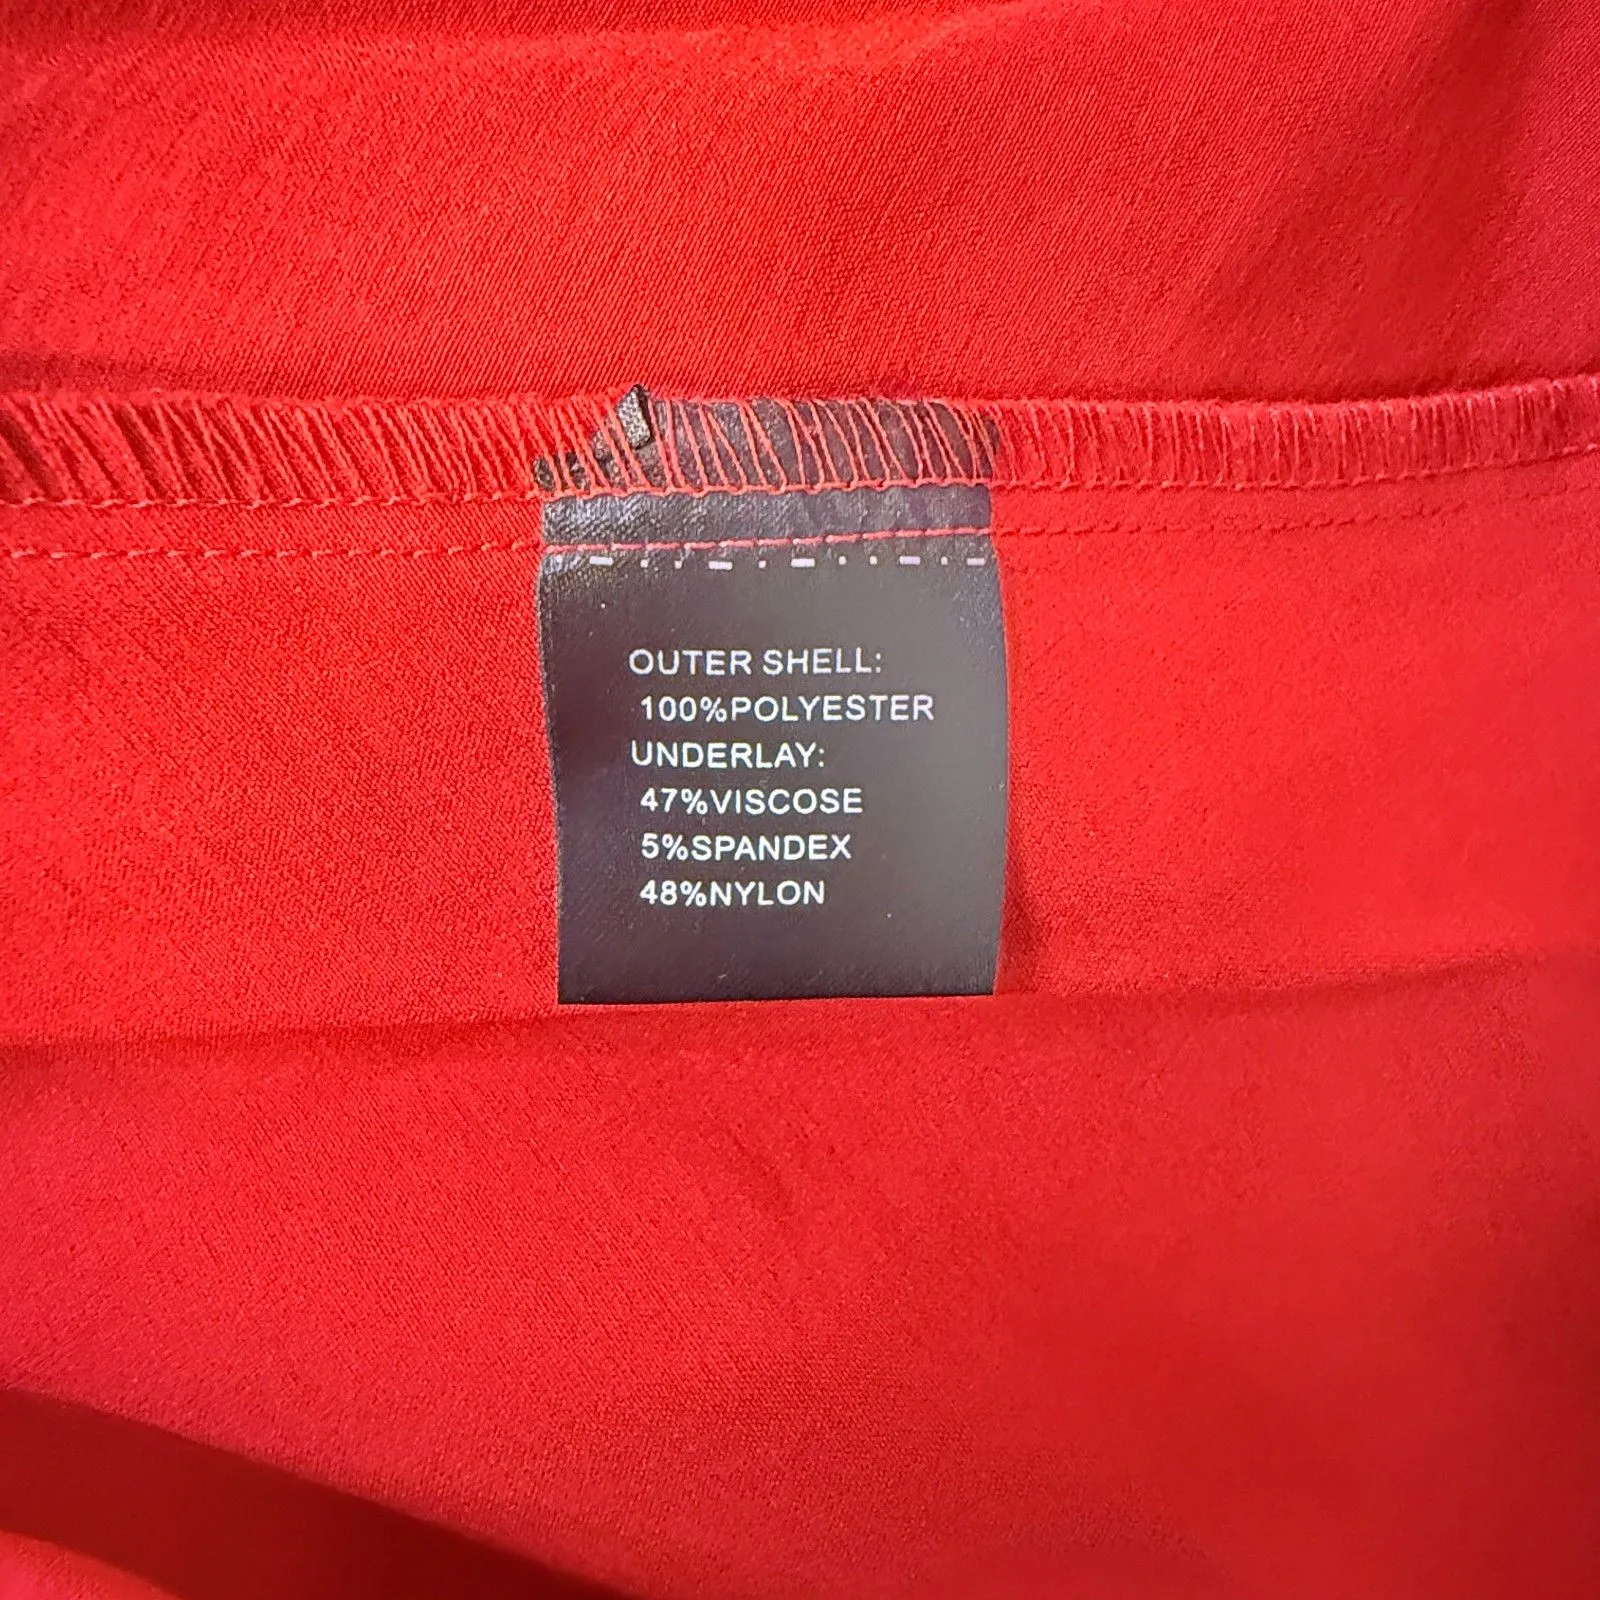 OUTER SHELL:
100%POLYESTER
UNDERLAY:
47%VISCOSE
5%SPANDEX
48%NYLON